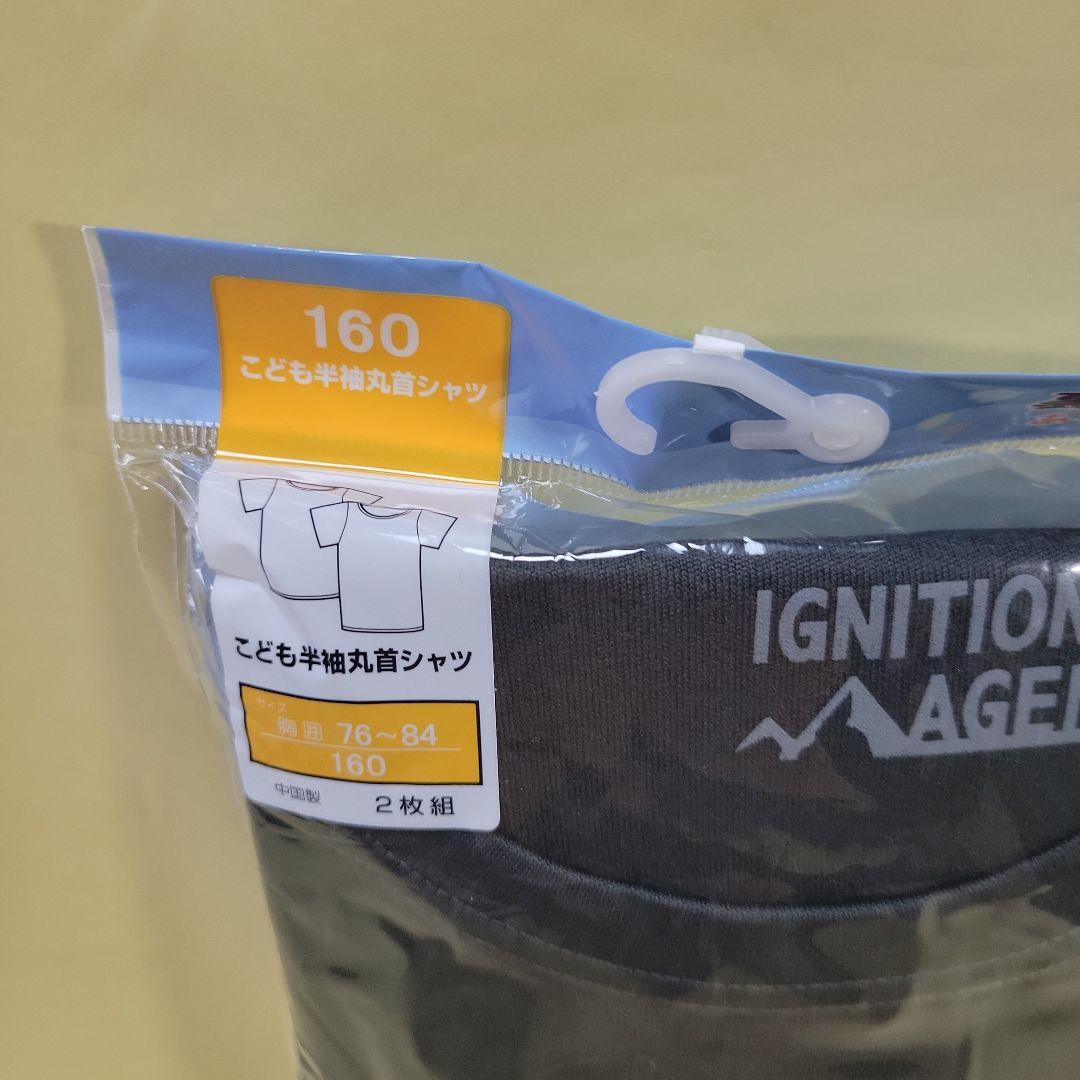 160
こども半袖丸首シャツ
こども半袖丸首シャツ
サイズ
胸囲 76～84
160
中国製 2枚組
IGNITION
AGE